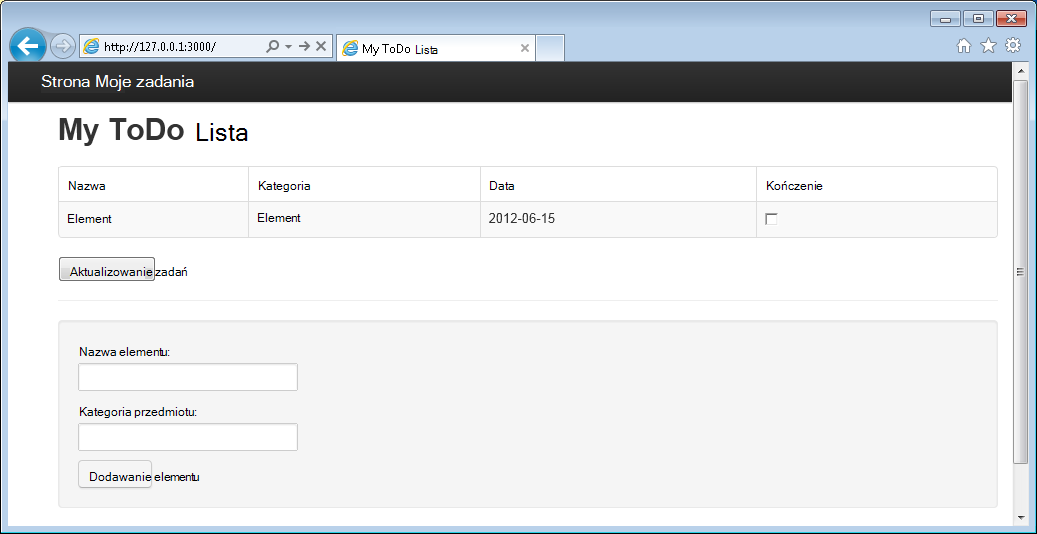 http://127.0.0.1:3000/
My ToDo Lista
Strona Moje zadania
My ToDo Lista
Nazwa Kategoria Data Kończenie
Element Element 2012-06-15
Aktualizowanie zadań
Nazwa elementu:
Kategoria przedmiotu:
Dodawanie elementu